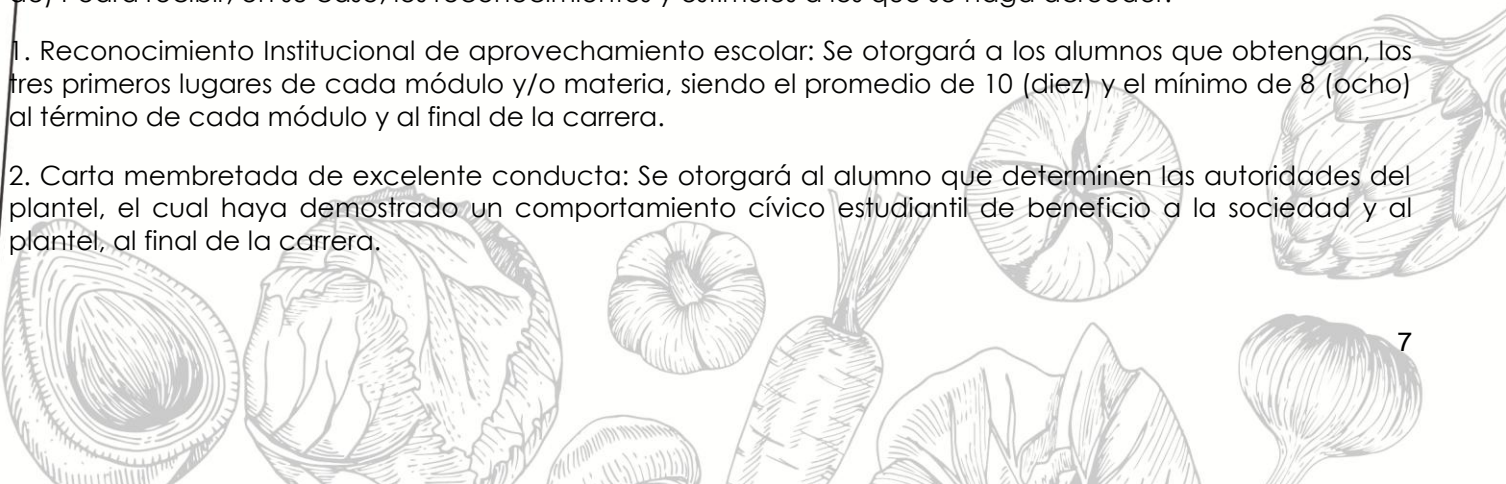 1. Reconocimiento Institucional de aprovechamiento escolar: Se otorgará a los alumnos que obtengan, los
tres primeros lugares de cada módulo y/o materia, siendo el promedio de 10 (diez) y el mínimo de 8 (ocho)
al término de cada módulo y al final de la carrera.
2. Carta membretada de excelente conducta: Se otorgará al alumno que determinen las autoridades del
plantel, el cual haya demostrado un comportamiento cívico estudiantil de beneficio a la sociedad y al
plantel, al final de la carrera.
7